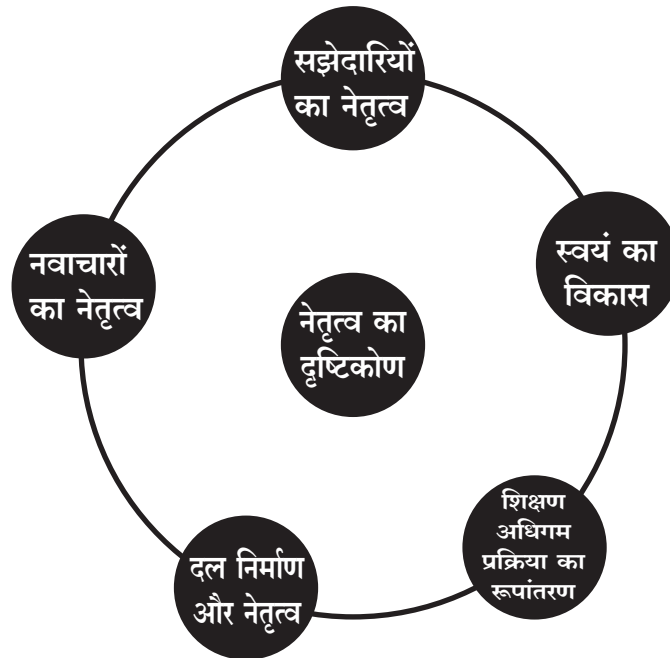 सझेदारियों
का नेतृत्व
स्वयं का
विकास
नवाचारों
का नेतृत्व
नेतृत्व का
दृष्टिकोण
शिक्षण
अधिगम
प्रक्रिया का
रूपांतरण
दल निर्माण
और नेतृत्व